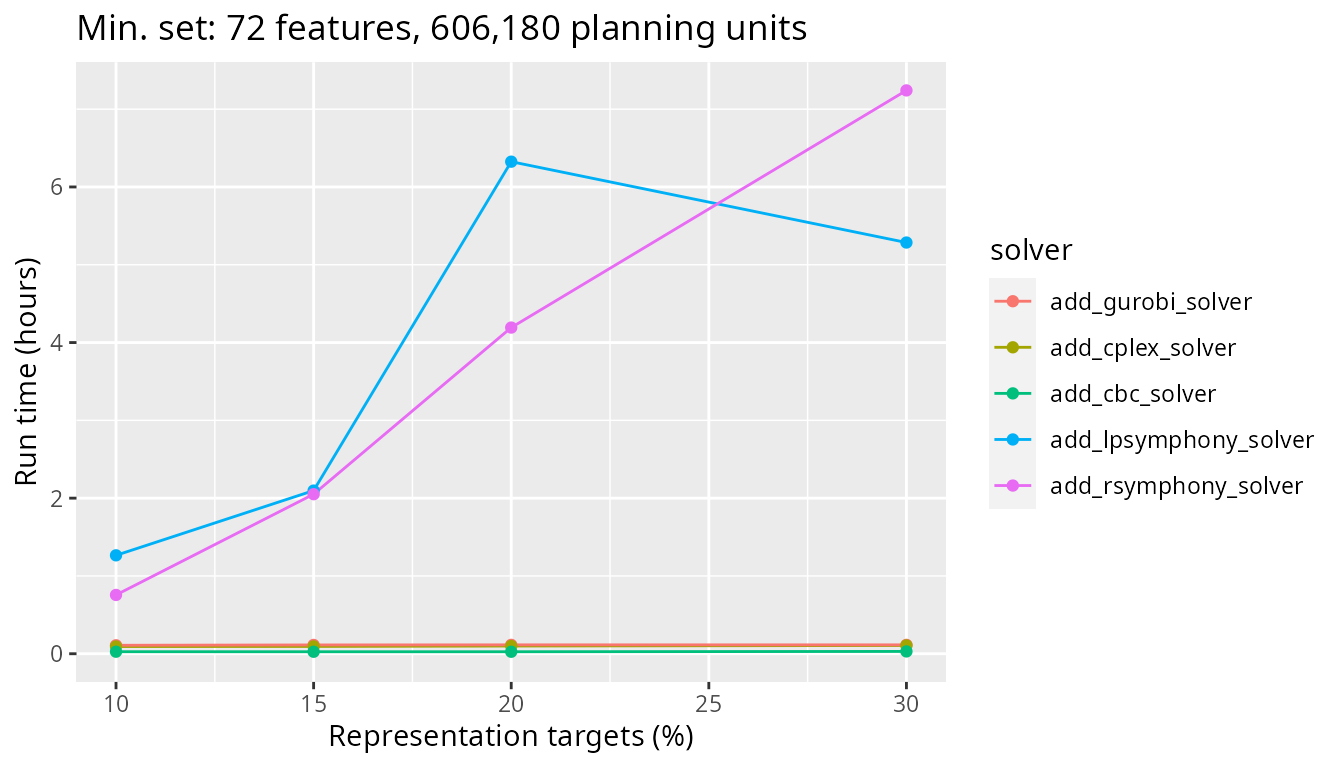 Min. set: 72 features, 606,180 planning units
Run time (hours)
6
4
2
0
10 15 20 25 30
Representation targets (%)
solver
add_gurobi_solver
add_cplex_solver
add_cbc_solver
add_lpsymphony_solver
add_rsymphony_solver